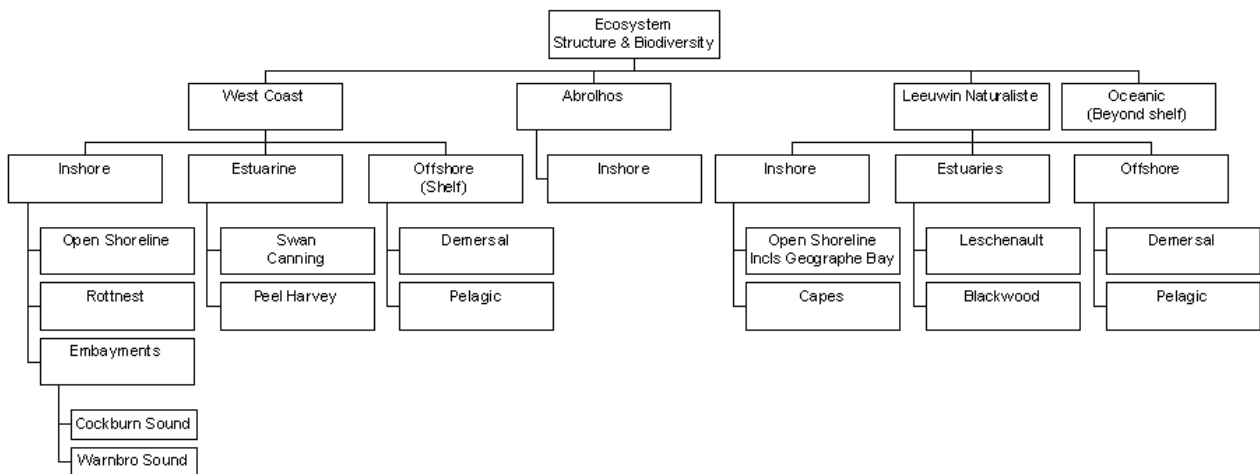 Ecosystem
Structure & Biodiversity
West Coast
Abrolhos
Leeuwin Naturaliste
Oceanic
(Beyond shelf)
Inshore
Estuarine
Offshore
(Shelf)
Inshore
Inshore
Estuaries
Offshore
Open Shoreline
Swan
Canning
Demersal
Open Shoreline
Incls Geographe Bay
Leschenault
Demersal
Rottnest
Peel Harvey
Pelagic
Capes
Blackwood
Pelagic
Embayments
Cockburn Sound
Warnbro Sound